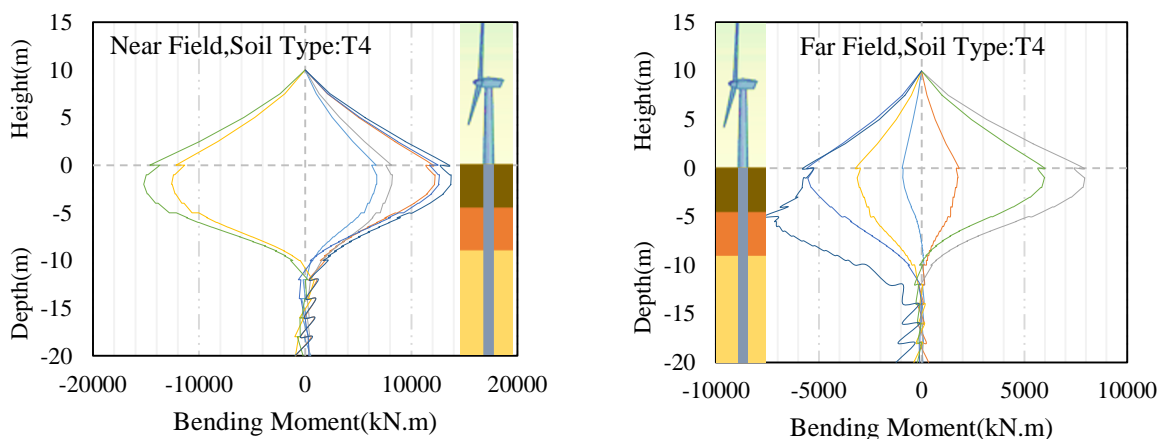 Near Field,Soil Type:T4
Height(m)
Depth(m)
15
10
5
0
-5
-10
-15
-20
-20000 -10000 0 10000 20000
Bending Moment(kN.m)
Far Field,Soil Type:T4
Height(m)
Depth(m)
15
10
5
0
-5
-10
-15
-20
-10000 -5000 0 5000 10000
Bending Moment(kN.m)